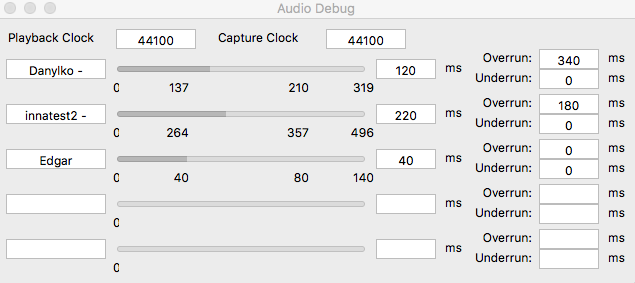 Audio Debug
Playback Clock 44100 Capture Clock 44100
Danylko - 120 ms Overrun: 340 ms
Underrun: 0 ms
0 137 210 319
innatest2 - 220 ms Overrun: 180 ms
Underrun: 0 ms
0 264 357 496
Edgar 40 ms Overrun: 0 ms
Underrun: 0 ms
0 40 80 140
ms Overrun: ms
Underrun: ms
0
ms Overrun: ms
Underrun: ms
0